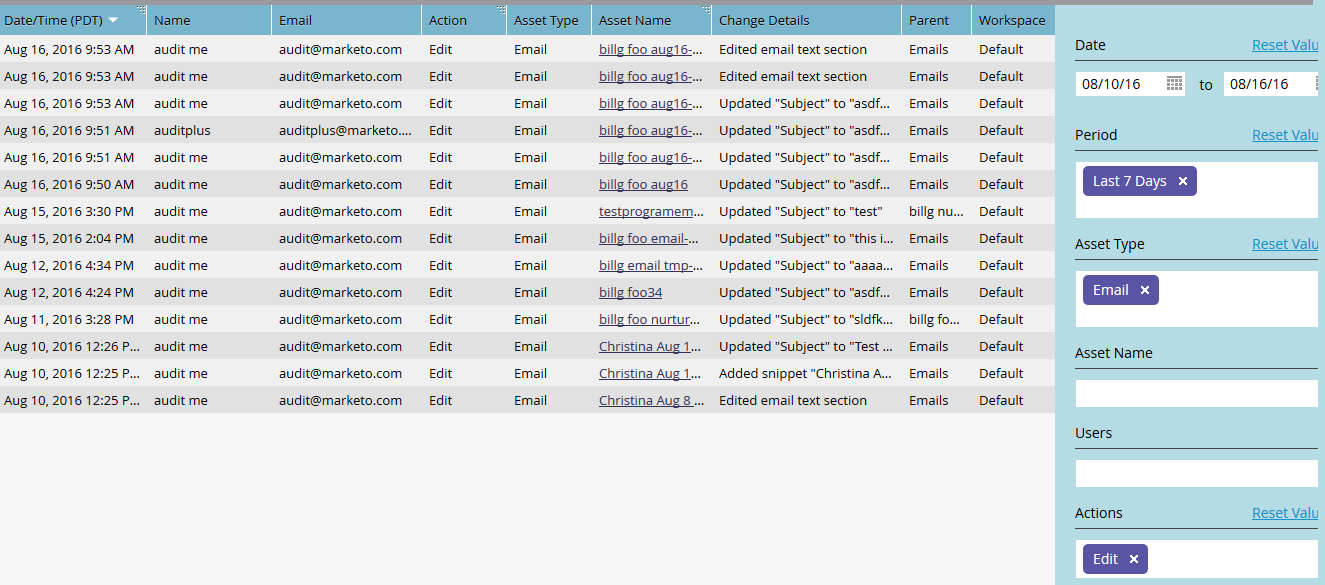 Date/Time (PDT) Name Email Action Asset Type Asset Name Change Details Parent Workspace
Aug 16, 2016 9:53 AM audit me audit@marketo.com Edit Email billg foo aug16-... Edited email text section Emails Default
Aug 16, 2016 9:53 AM audit me audit@marketo.com Edit Email billg foo aug16-... Edited email text section Emails Default
Aug 16, 2016 9:53 AM audit me audit@marketo.com Edit Email billg foo aug16-... Updated "Subject" to "asdf... Emails Default
Aug 16, 2016 9:51 AM auditplus auditplus@marketo.... Edit Email billg foo aug16-... Updated "Subject" to "asdf... Emails Default
Aug 16, 2016 9:51 AM audit me audit@marketo.com Edit Email billg foo aug16-... Updated "Subject" to "asdf... Emails Default
Aug 16, 2016 9:50 AM audit me audit@marketo.com Edit Email billg foo aug16 Updated "Subject" to "asdf... Emails Default
Aug 15, 2016 3:30 PM audit me audit@marketo.com Edit Email testprogramem... Updated "Subject" to "test" billg nu... Default
Aug 15, 2016 2:04 PM audit me audit@marketo.com Edit Email billg foo email-... Updated "Subject" to "this i... Emails Default
Aug 12, 2016 4:34 PM audit me audit@marketo.com Edit Email billg email tmp-... Updated "Subject" to "aaaa... Emails Default
Aug 12, 2016 4:24 PM audit me audit@marketo.com Edit Email billg foo34 Updated "Subject" to "asdf... Emails Default
Aug 11, 2016 3:28 PM audit me audit@marketo.com Edit Email billg foo nurtur... Updated "Subject" to "sldfk... billg fo... Default
Aug 10, 2016 12:26 P... audit me audit@marketo.com Edit Email Christina Aug 1... Updated "Subject" to "Test ... Emails Default
Aug 10, 2016 12:25 P... audit me audit@marketo.com Edit Email Christina Aug 1... Added snippet "Christina A... Emails Default
Aug 10, 2016 12:25 P... audit me audit@marketo.com Edit Email Christina Aug 8 ... Edited email text section Emails Default
Date Reset Valu
08/10/16 to 08/16/16
Period Reset Valu
Last 7 Days ×
Asset Type Reset Valu
Email ×
Asset Name
Users
Actions Reset Valu
Edit ×